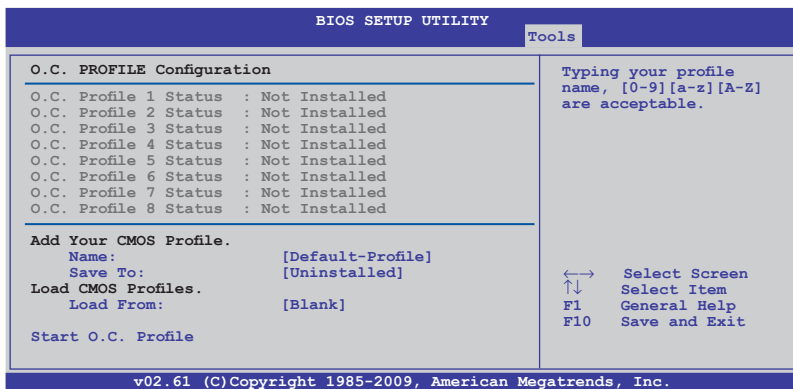 BIOS SETUP UTILITY
Tools
O.C. PROFILE Configuration
O.C. Profile 1 Status : Not Installed
O.C. Profile 2 Status : Not Installed
O.C. Profile 3 Status : Not Installed
O.C. Profile 4 Status : Not Installed
O.C. Profile 5 Status : Not Installed
O.C. Profile 6 Status : Not Installed
O.C. Profile 7 Status : Not Installed
O.C. Profile 8 Status : Not Installed
Add Your CMOS Profile.
Name: [Default-Profile]
Save To: [Uninstalled]
Load CMOS Profiles.
Load From: [Blank]
Start O.C. Profile
Typing your profile
name, [0-9][a-z][A-Z]
are acceptable.
←→ Select Screen
↑↓ Select Item
F1 General Help
F10 Save and Exit
v02.61 (C)Copyright 1985-2009, American Megatrends, Inc.